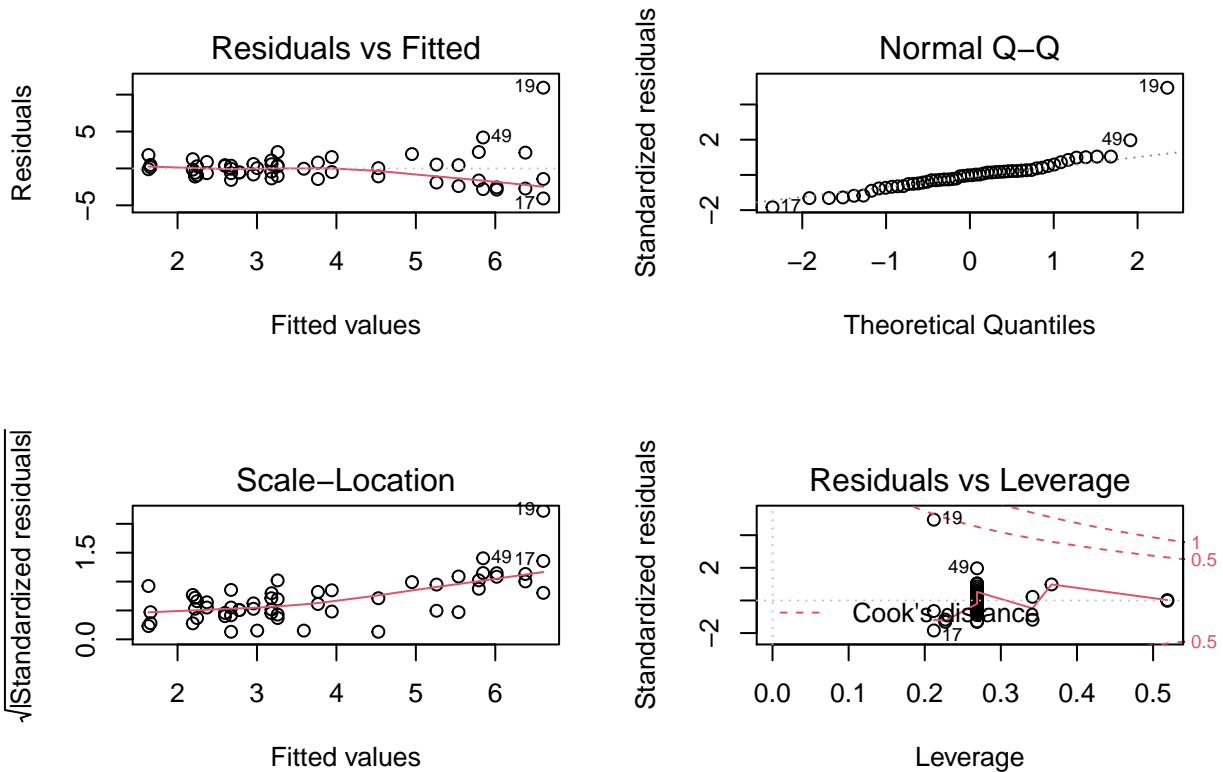 Residuals vs Fitted
Residuals
5
−5
2 3 4 5 6
Fitted values
19
49
17
Normal Q−Q
Standardized residuals
2
−2
−2 −1 0 1 2
Theoretical Quantiles
19
49
17
Scale−Location
√|Standardized residuals|
1.5
0.0
2 3 4 5 6
Fitted values
19
49 17
Residuals vs Leverage
Standardized residuals
2
−2
0.0 0.1 0.2 0.3 0.4 0.5
Leverage
19
49
17
Cook's distance
1
0.5
0.5